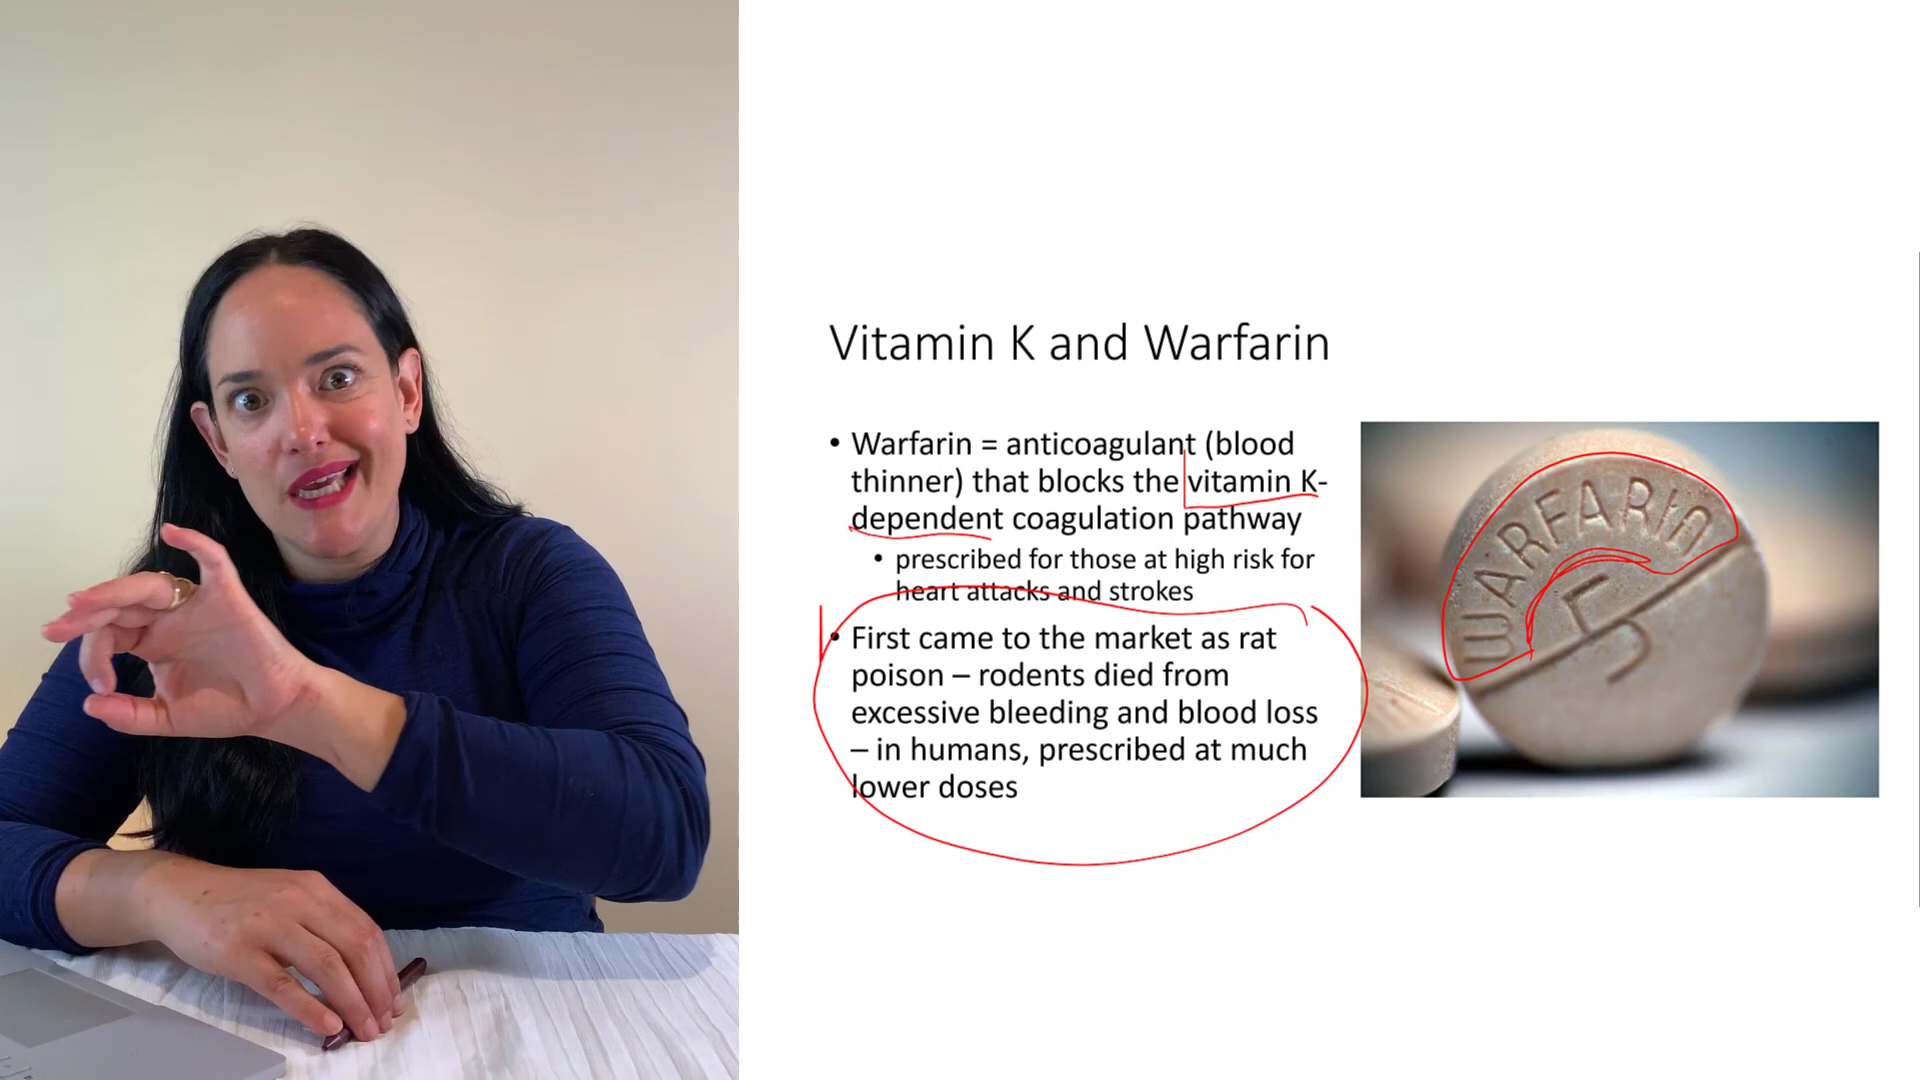 Vitamin K and Warfarin
• Warfarin = anticoagulant (blood
thinner) that blocks the vitamin K-
dependent coagulation pathway
• prescribed for those at high risk for
heart attacks and strokes
• First came to the market as rat
poison – rodents died from
excessive bleeding and blood loss
– in humans, prescribed at much
lower doses
WARFARIN
5